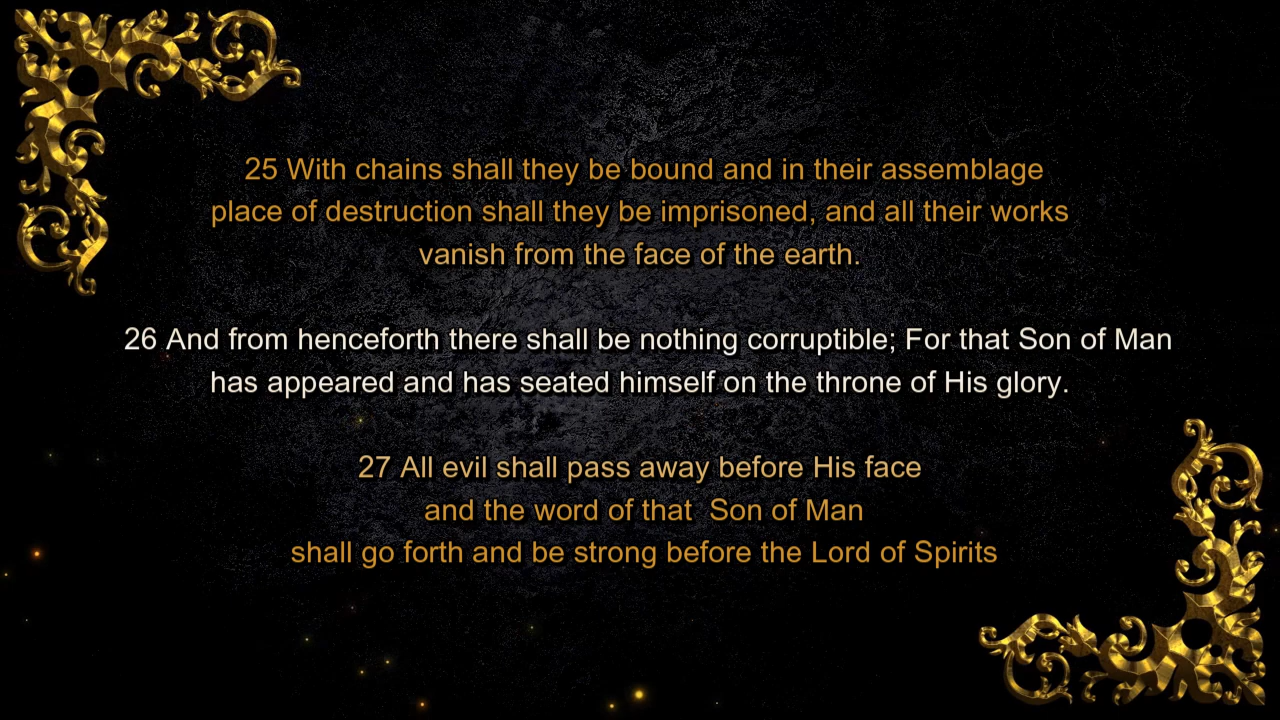 25 With chains shall they be bound and in their assemblage
place of destruction shall they be imprisoned, and all their works
vanish from the face of the earth.
26 And from henceforth there shall be nothing corruptible; For that Son of Man
has appeared and has seated himself on the throne of His glory.
27 All evil shall pass away before His face
and the word of that  Son of Man
shall go forth and be strong before the Lord of Spirits